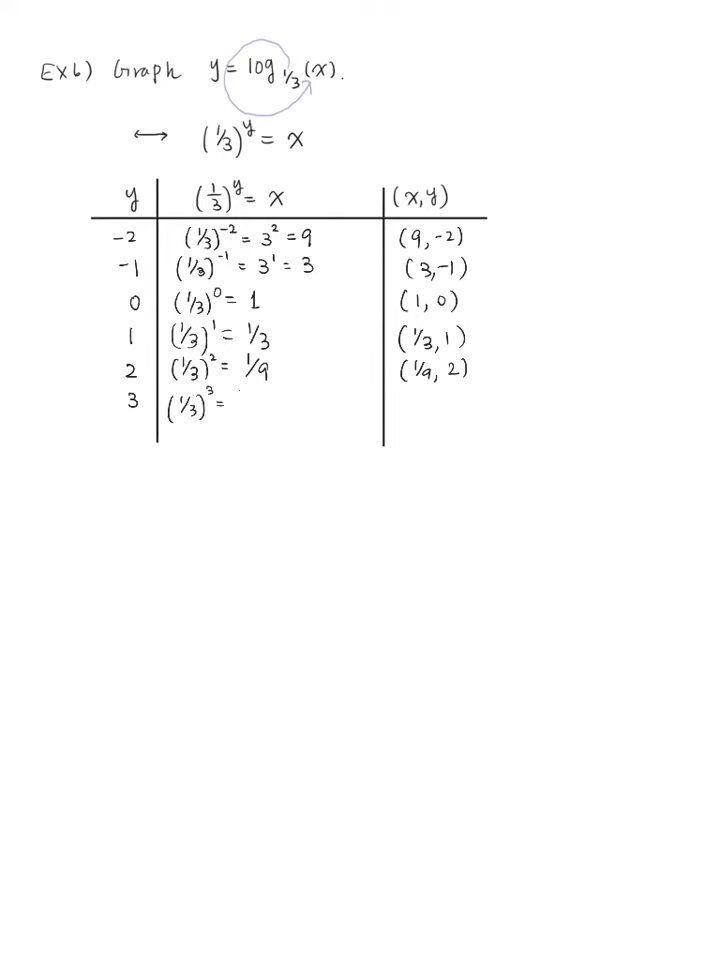 Ex6) Graph y = log 1/3 (x).
↔ (1/3)^y = x
y (1/3)^y = x (x,y)
-2 (1/3)^-2 = 3^2 = 9 (9,-2)
-1 (1/3)^-1 = 3^1 = 3 (3,-1)
0 (1/3)^0 = 1 (1,0)
1 (1/3)^1 = 1/3 (1/3,1)
2 (1/3)^2 = 1/9 (1/9,2)
3 (1/3)^3 =